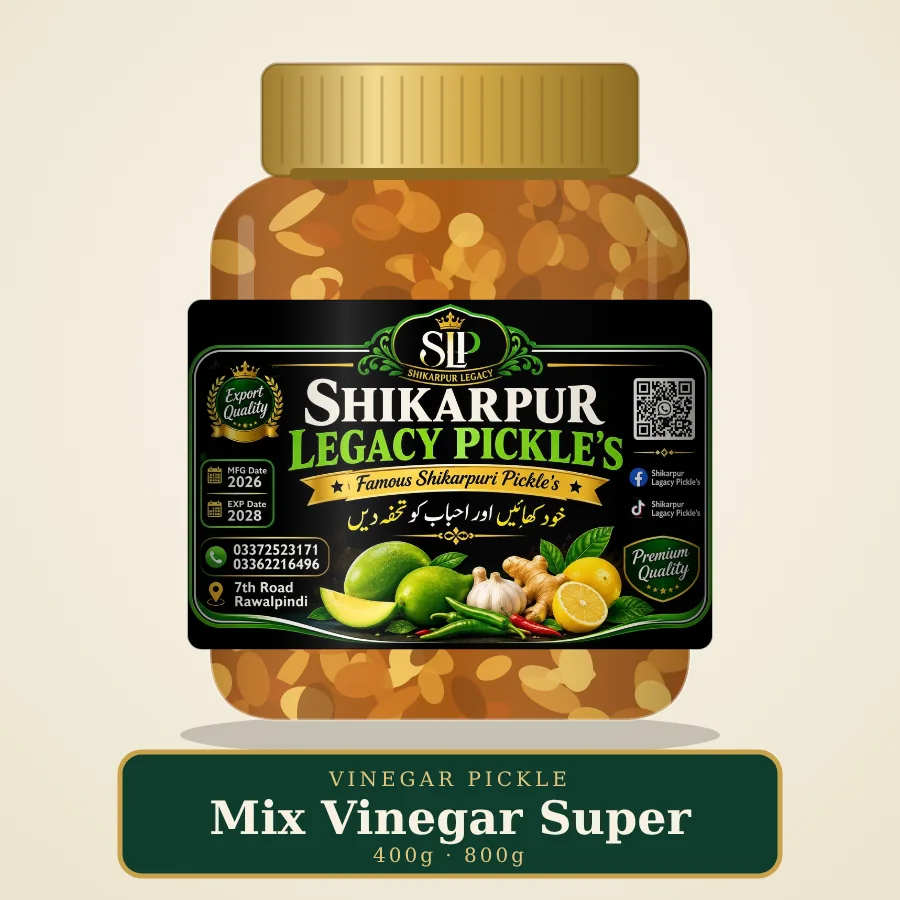 SLP
SHIKARPUR LEGACY
SHIKARPUR
LEGACY PICKLE'S
Famous Shikarpuri Pickle's
خود کھائیں اور احباب کو تحفہ دیں
Export
Quality
MFG Date
2026
EXP Date
2028
03372523171
03362216496
7th Road
Rawalpindi
Shikarpur
Legacy Pickle's
Shikarpur
Legacy Pickle's
Premium
Quality
VINEGAR PICKLE
Mix Vinegar Super
400g · 800g